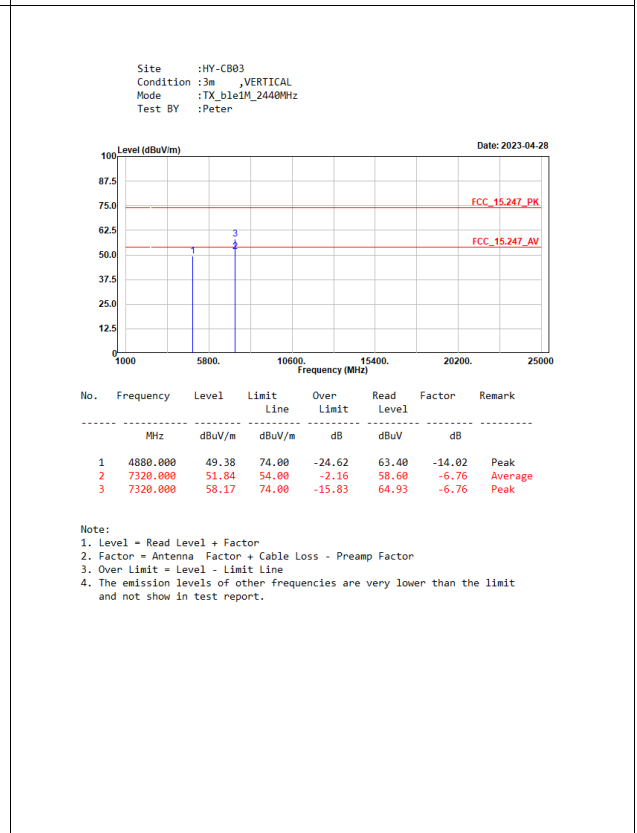 Site      :HY-CB03
Condition :3m    ,VERTICAL
Mode      :TX_ble1M_2440MHz
Test BY   :Peter
Level (dBuV/m)
Date: 2023-04-28
100
87.5
75.0
62.5
50.0
37.5
25.0
12.5
0
FCC_15.247_PK
FCC_15.247_AV
1
2
3
1000 5800. 10600. 15400. 20200. 25000
Frequency (MHz)
No. Frequency Level Limit Over Read Factor Remark
Line Limit Level
------ ----------- -------- --------- --------- --------- -------- ---------
MHz dBuV/m dBuV/m dB dBuV dB
1 4880.000 49.38 74.00 -24.62 63.40 -14.02 Peak
2 7320.000 51.84 54.00 -2.16 58.60 -6.76 Average
3 7320.000 58.17 74.00 -15.83 64.93 -6.76 Peak
Note:
1. Level = Read Level + Factor
2. Factor = Antenna  Factor + Cable Loss - Preamp Factor
3. Over Limit = Level - Limit Line
4. The emission levels of other frequencies are very lower than the limit
and not show in test report.